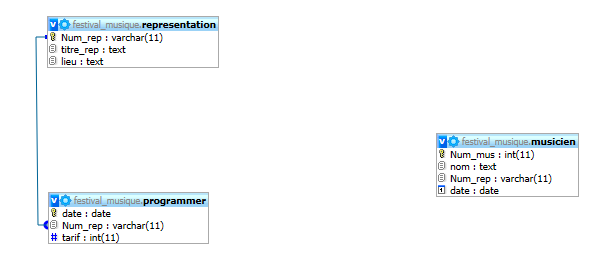 festival_musique.representation
Num_rep : varchar(11)
titre_rep : text
lieu : text
festival_musique.musicien
Num_mus : int(11)
nom : text
Num_rep : varchar(11)
date : date
festival_musique.programmer
date : date
Num_rep : varchar(11)
# tarif : int(11)